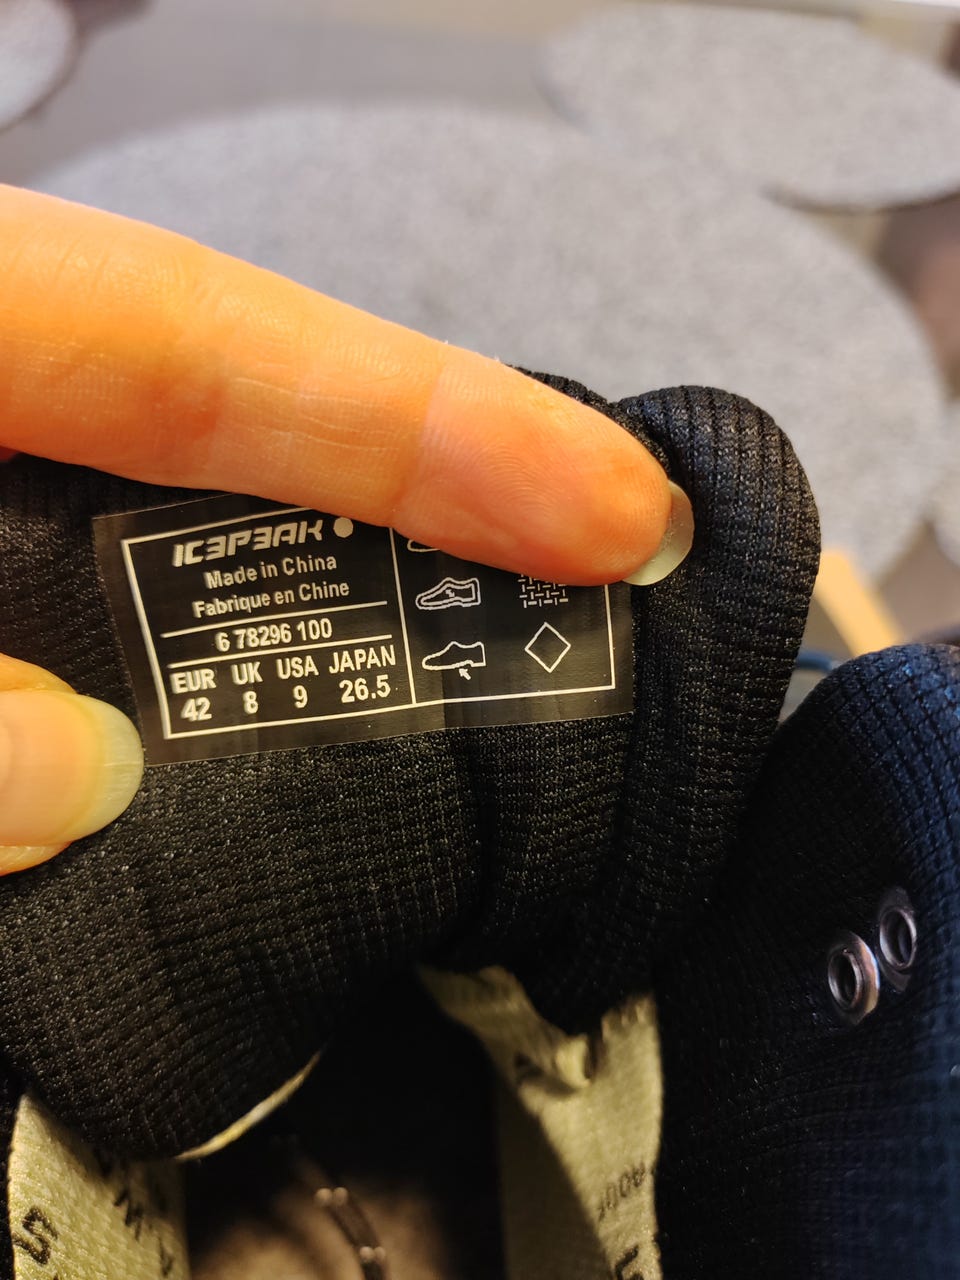 ICEPEAK
Made in China
Fabrique en Chine
6 78296 100
EUR UK USA JAPAN
42 8 9 26.5